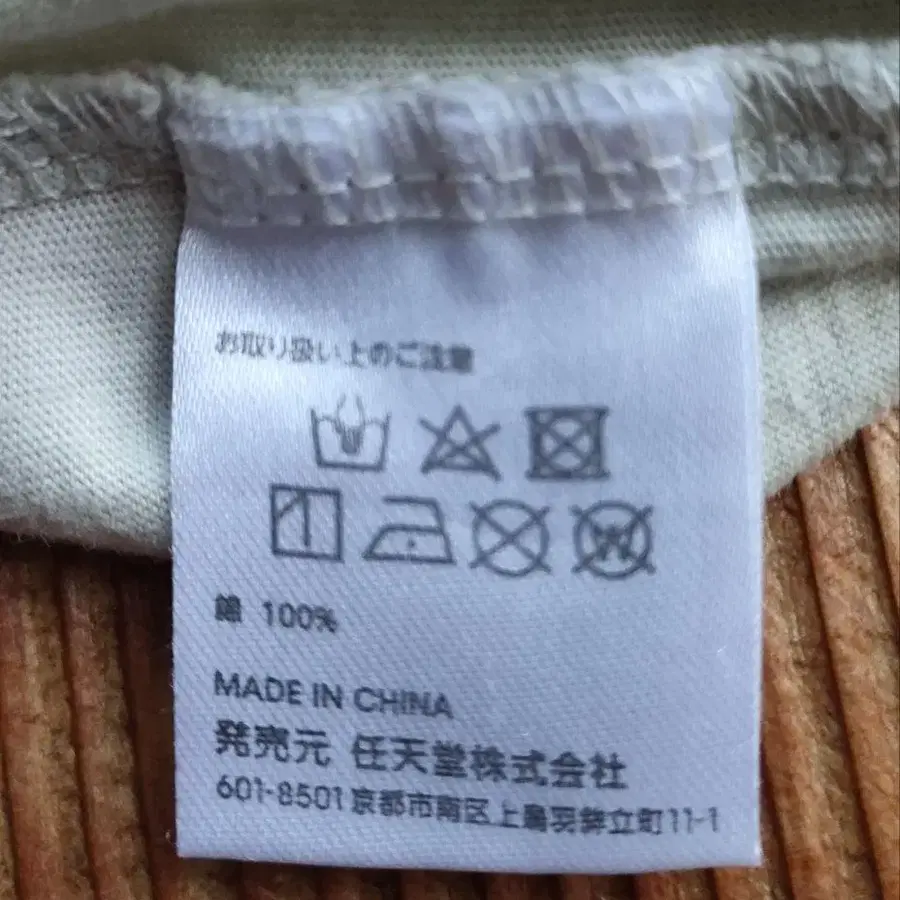 お取り扱い上のご注意
W
綿 100%
MADE IN CHINA
発売元 任天堂株式会社
601-8501 京都市南区上鳥羽鉾立町11-1